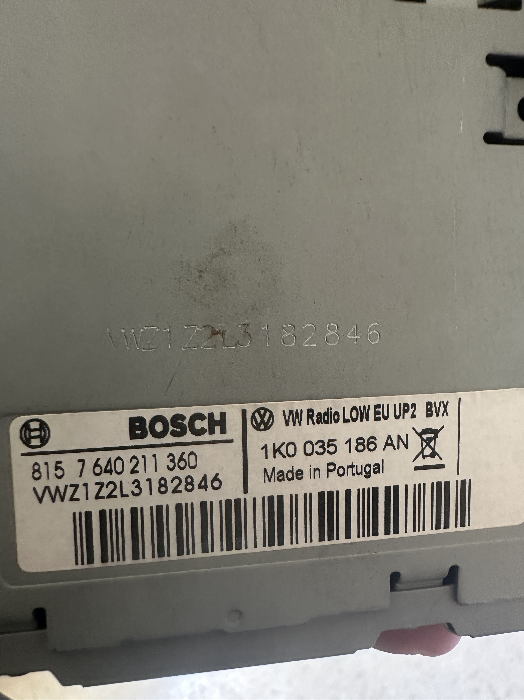 VWZ1Z2L3182846
BOSCH
815 7 640 211 360
VWZ1Z2L3182846
VW Radio LOW EU UP2 BVX
1K0 035 186 AN
Made in Portugal